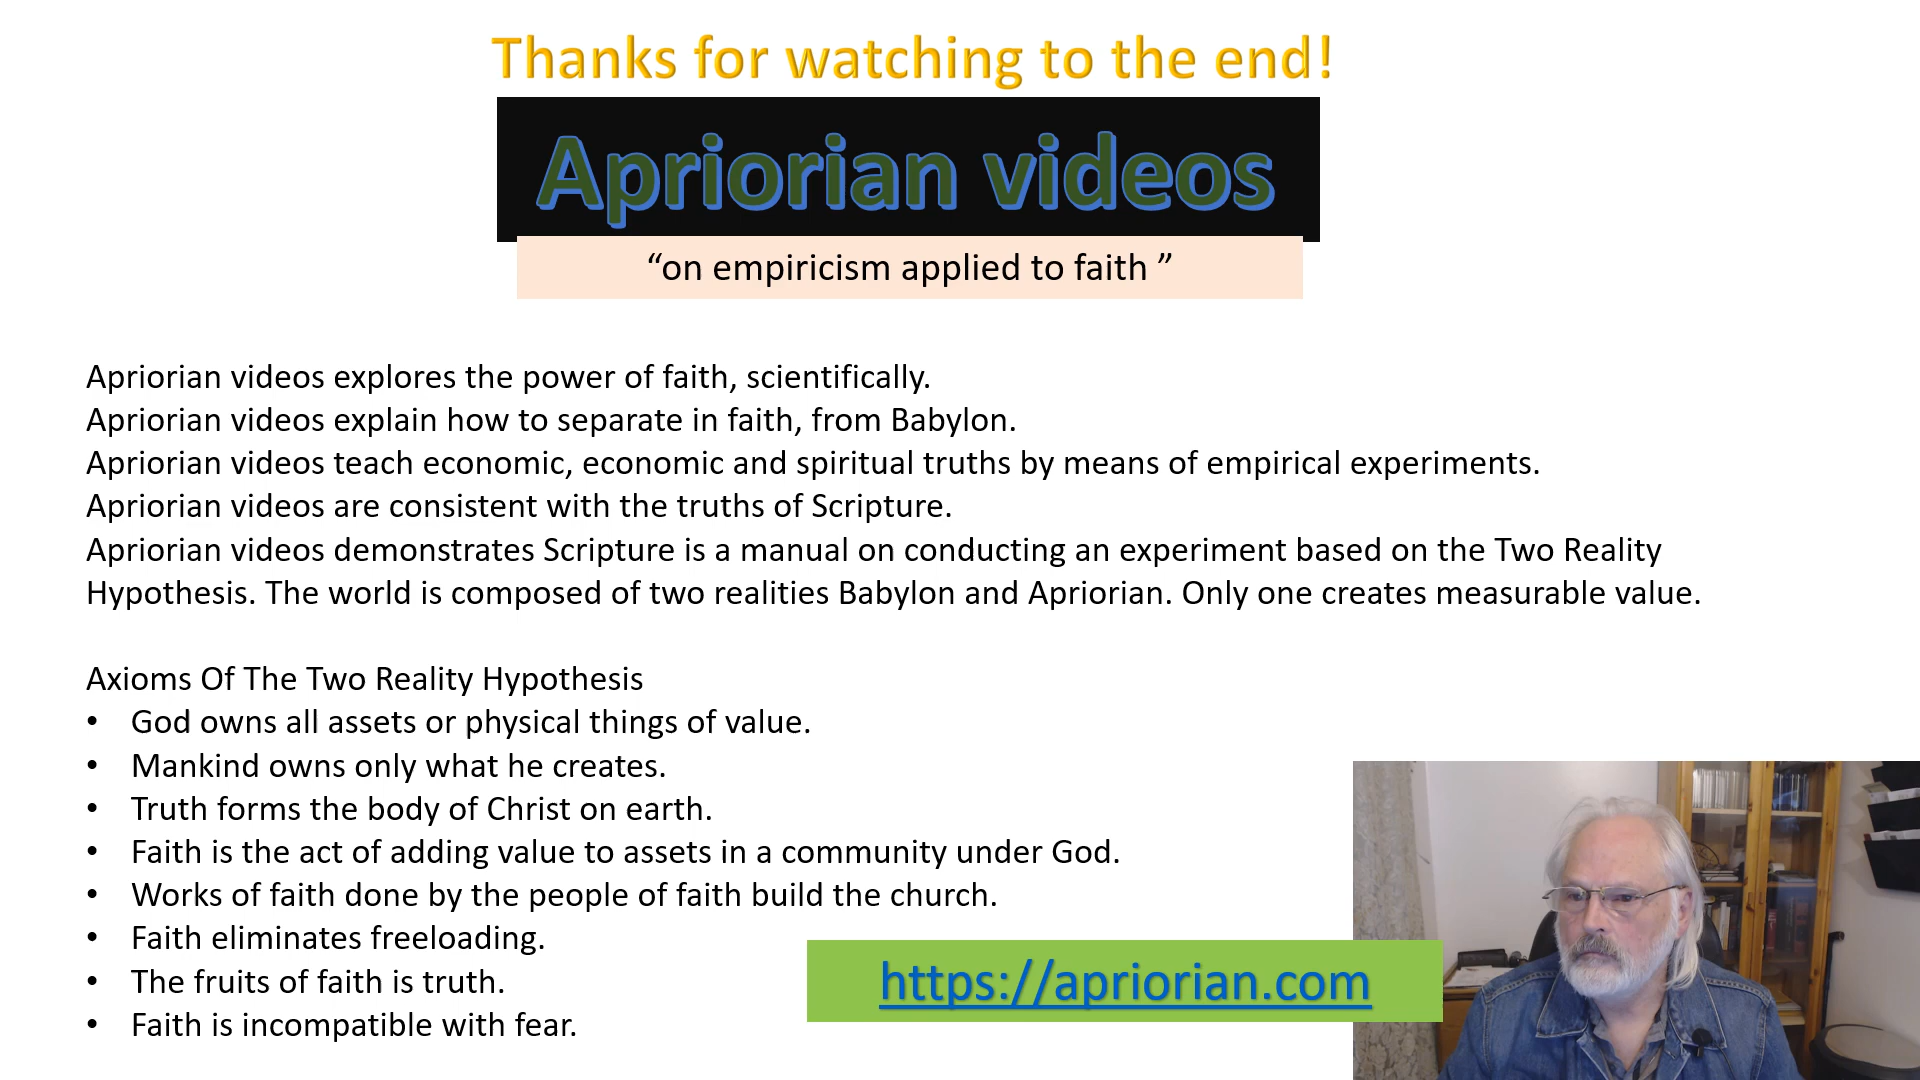 Thanks for watching to the end!
Apriorian videos
“on empiricism applied to faith ”
Apriorian videos explores the power of faith, scientifically.
Apriorian videos explain how to separate in faith, from Babylon.
Apriorian videos teach economic, economic and spiritual truths by means of empirical experiments.
Apriorian videos are consistent with the truths of Scripture.
Apriorian videos demonstrates Scripture is a manual on conducting an experiment based on the Two Reality
Hypothesis. The world is composed of two realities Babylon and Apriorian. Only one creates measurable value.
Axioms Of The Two Reality Hypothesis
• God owns all assets or physical things of value.
• Mankind owns only what he creates.
• Truth forms the body of Christ on earth.
• Faith is the act of adding value to assets in a community under God.
• Works of faith done by the people of faith build the church.
• Faith eliminates freeloading.
• The fruits of faith is truth.
• Faith is incompatible with fear.
https://apriorian.com